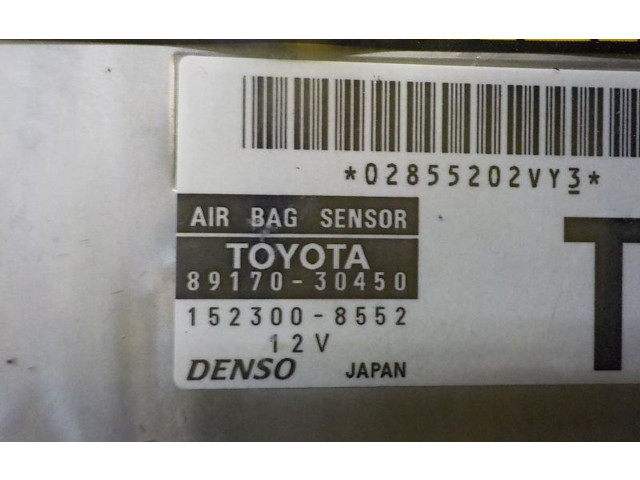 *02855202VY3*
AIR BAG SENSOR
TOYOTA
89170-30450
152300-8552
12V
DENSO JAPAN
T